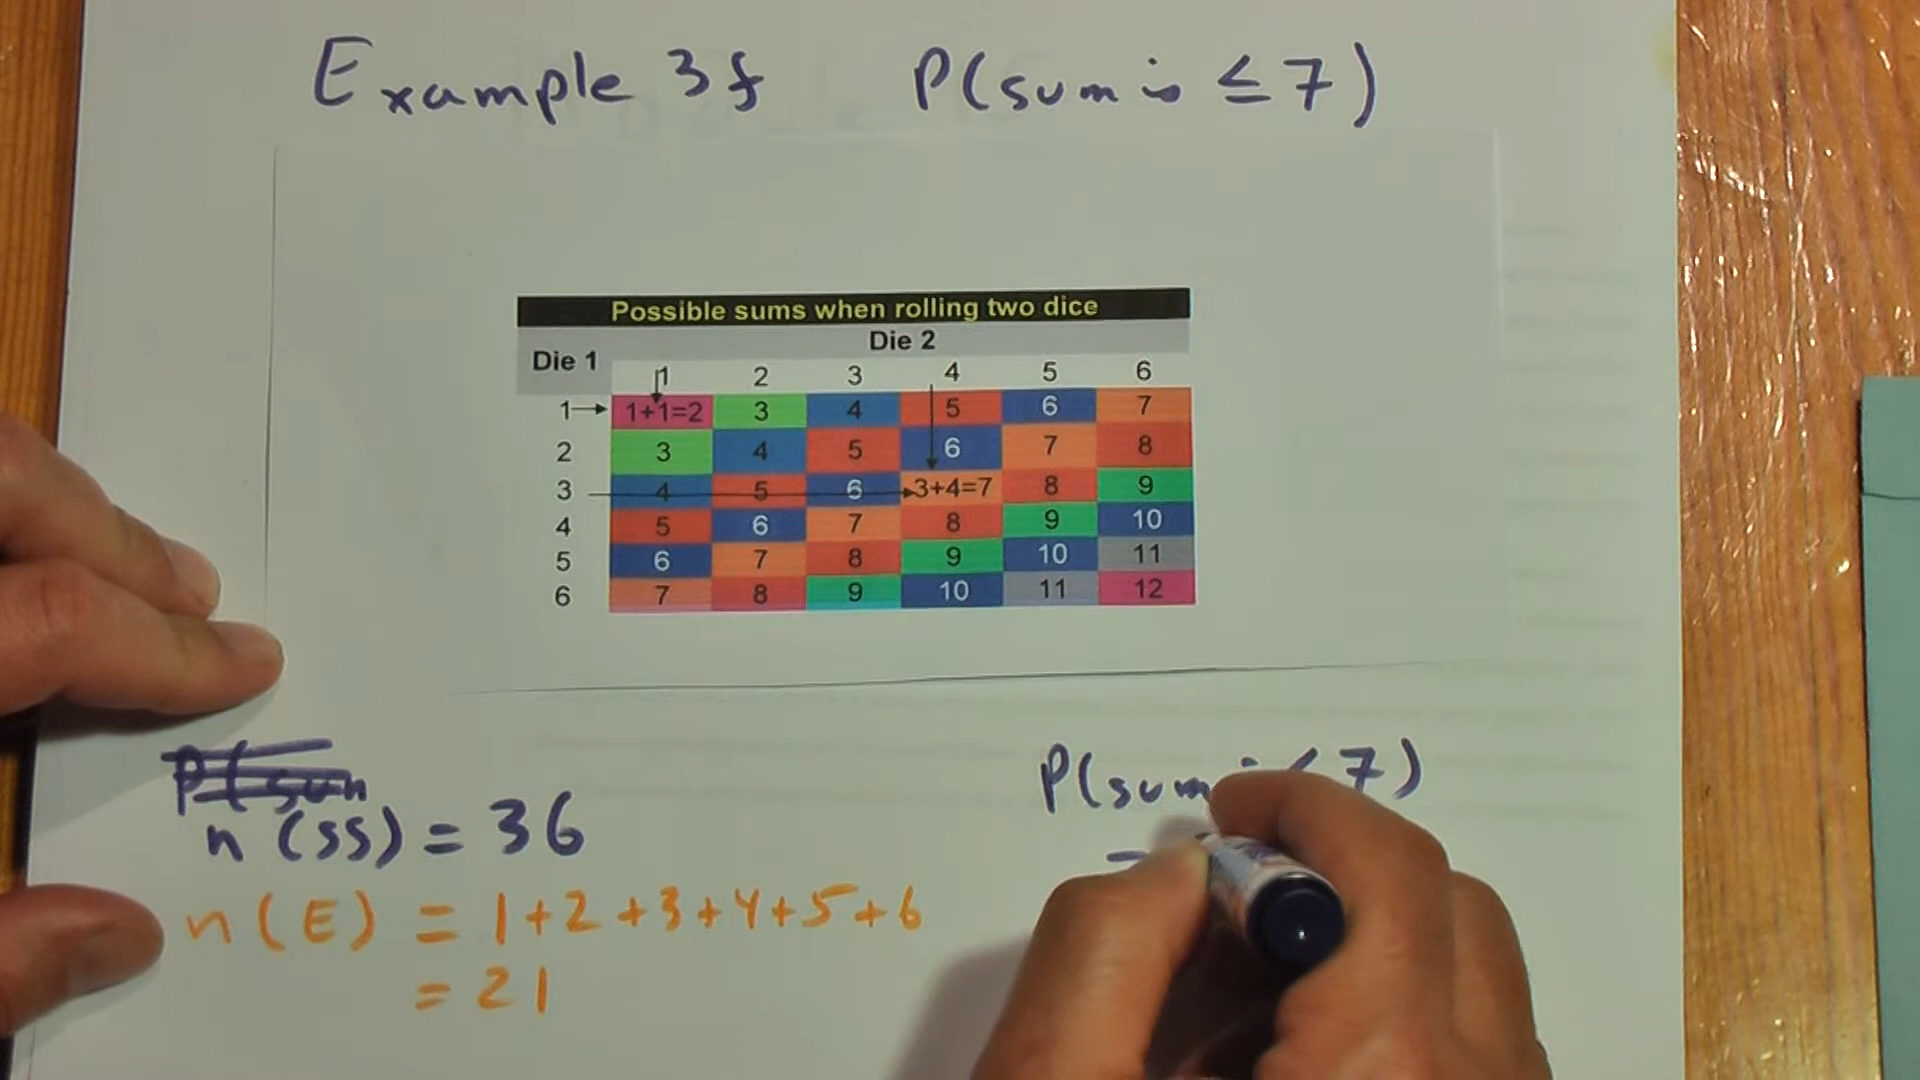 Example 3f P(sum is ≤ 7)
Possible sums when rolling two dice
Die 2
Die 1
1 2 3 4 5 6
1 1+1=2 3 4 5 6 7
2 3 4 5 6 7 8
3 4 5 6 3+4=7 8 9
4 5 6 7 8 9 10
5 6 7 8 9 10 11
6 7 8 9 10 11 12
P(sum
n(SS) = 36
n(E) = 1+2+3+4+5+6
= 21
P(sum is ≤ 7)
=